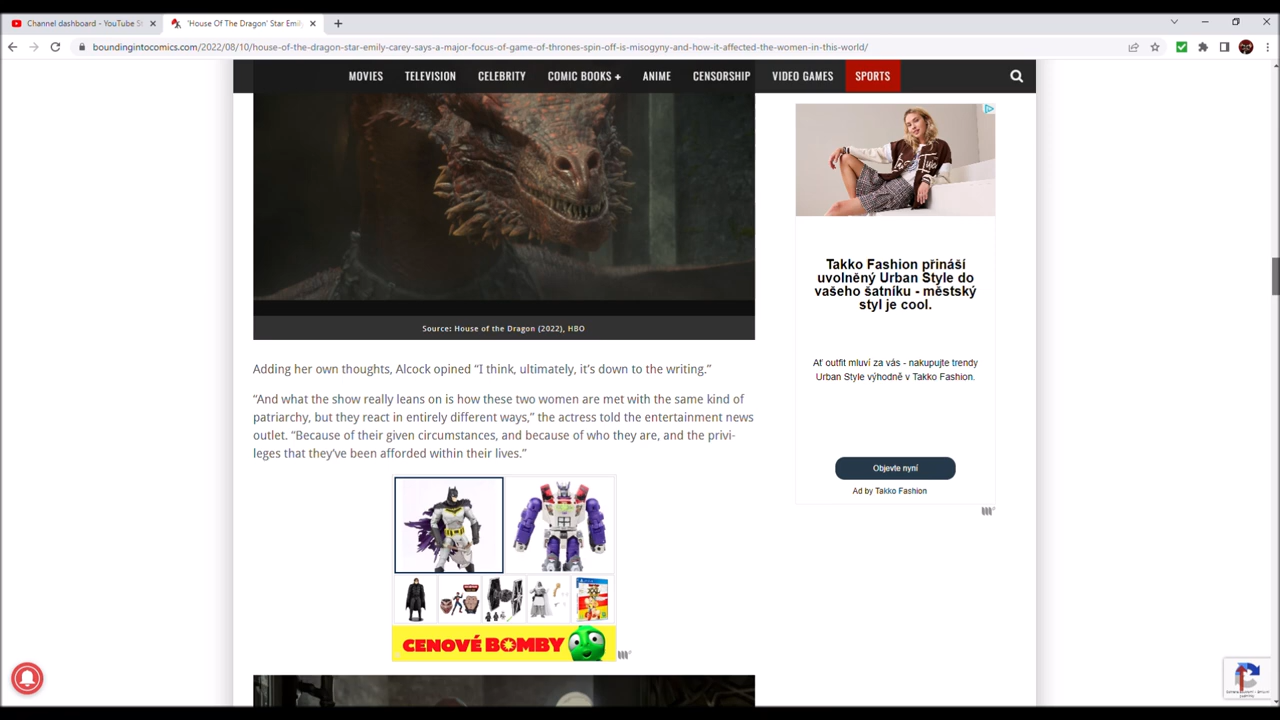 Channel dashboard - YouTube St
'House Of The Dragon' Star Emil
boundingintocomics.com/2022/08/10/house-of-the-dragon-star-emily-carey-says-a-major-focus-of-game-of-thrones-spin-off-is-misogyny-and-how-it-affected-the-women-in-this-world/
MOVIES TELEVISION CELEBRITY COMIC BOOKS + ANIME CENSORSHIP VIDEO GAMES SPORTS
Source: House of the Dragon (2022), HBO
Adding her own thoughts, Alcock opined “I think, ultimately, it’s down to the writing.”
“And what the show really leans on is how these two women are met with the same kind of
patriarchy, but they react in entirely different ways,” the actress told the entertainment news
outlet. “Because of their given circumstances, and because of who they are, and the privi-
leges that they’ve been afforded within their lives.”
CENOVÉ BOMBY
Takko Fashion přináší
uvolněný Urban Style do
vašeho šatníku - městský
styl je cool.
Ať outfit mluví za vás - nakupujte trendy
Urban Style výhodně v Takko Fashion.
Objevte nyní
Ad by Takko Fashion